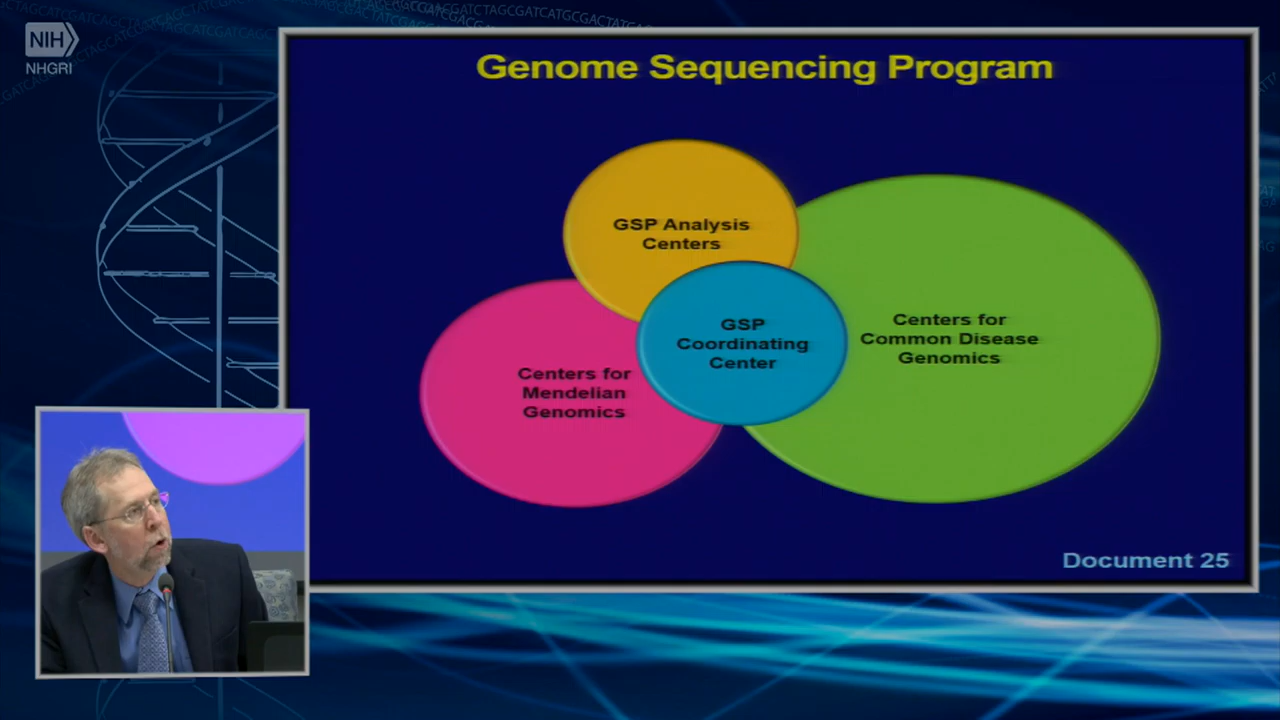 NIH
NHGRI
Genome Sequencing Program
GSP Analysis
Centers
GSP
Coordinating
Center
Centers for
Common Disease
Genomics
Centers for
Mendelian
Genomics
Document 25